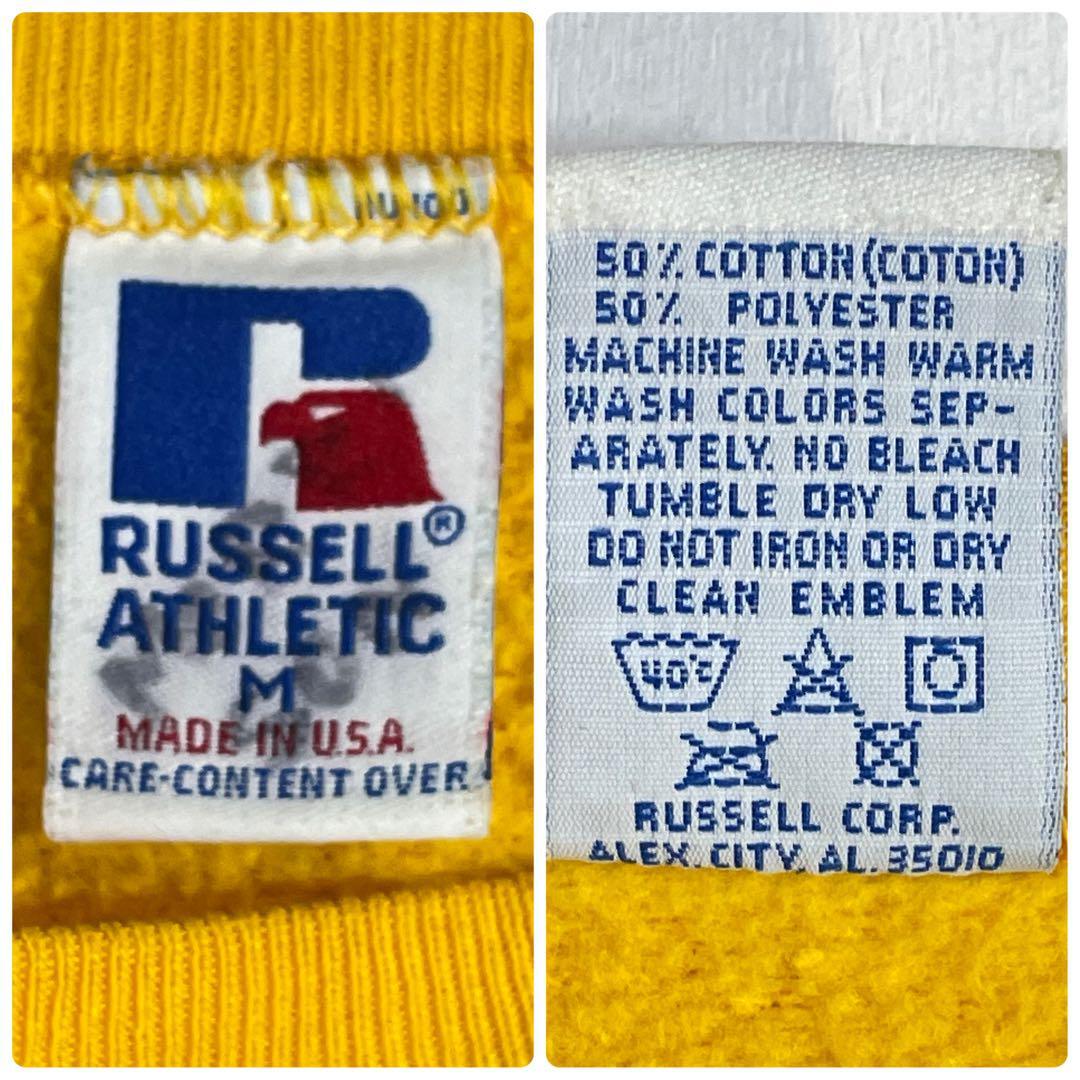 RUSSELL®
ATHLETIC
M
MADE IN U.S.A.
CARE-CONTENT OVER
50% COTTON (COTON)
50% POLYESTER
MACHINE WASH WARM
WASH COLORS SEP-
ARATELY. NO BLEACH
TUMBLE DRY LOW
DO NOT IRON OR DRY
CLEAN EMBLEM
40°C
RUSSELL CORP.
ALEX. CITY, AL. 35010